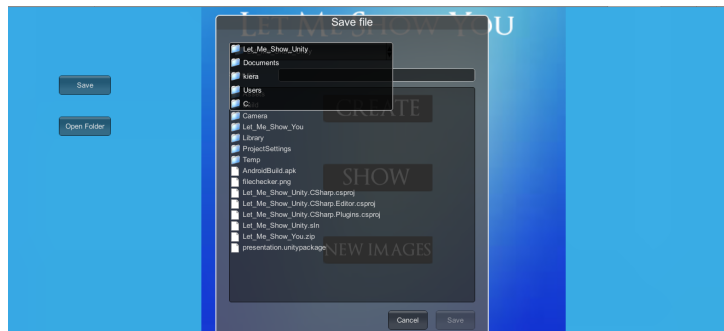 LET ME SHOW YOU
Save file
Let_Me_Show_Unity
Documents
kiera
Users
C:
Save
Open Folder
CREATE
Camera
Let_Me_Show_You
Library
ProjectSettings
Temp
AndroidBuild.apk
filechecker.png
SHOW
Let_Me_Show_Unity.CSharp.csproj
Let_Me_Show_Unity.CSharp.Editor.csproj
Let_Me_Show_Unity.CSharp.Plugins.csproj
Let_Me_Show_Unity.sln
Let_Me_Show_You.zip
presentation.unitypackage
NEW IMAGES
Cancel
Save